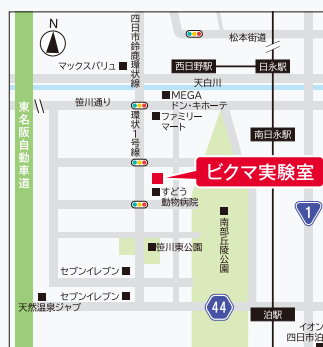 N
四日市鈴鹿環状線
松本街道
マックスバリュ
西日野駅
日永駅
天白川
笹川通り
MEGA
ドン・キホーテ
環状1号線
ファミリー
マート
東名阪自動車道
南日永駅
ビクマ実験室
すどう
動物病院
1
南部丘陵公園
笹川東公園
セブンイレブン
セブンイレブン
天然温泉ジャブ
44
泊駅
イオン
四日市泊